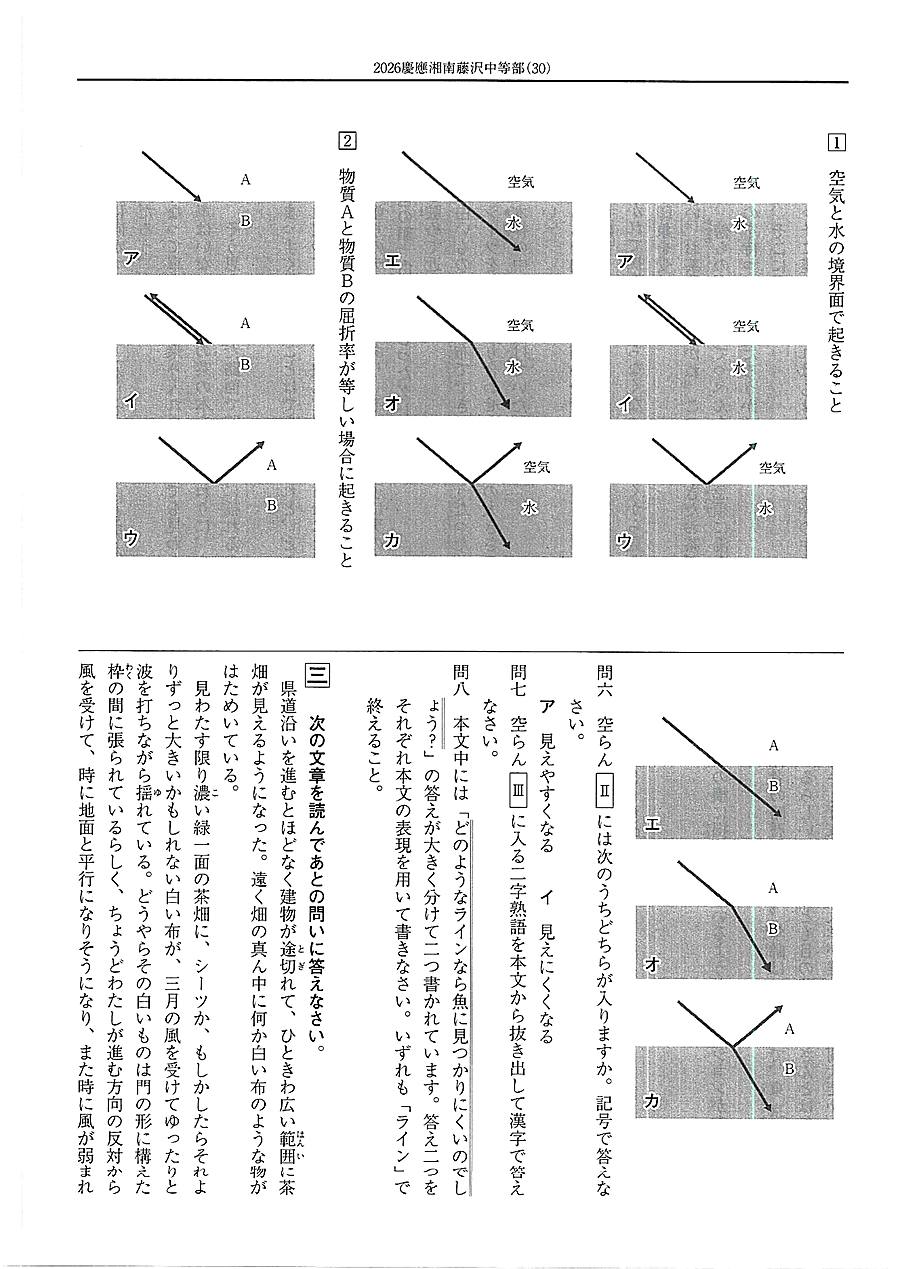 2026慶應湘南藤沢中等部(30)
1 空気と水の境界面で起きること
空気
水
ア
空気
水
イ
空気
水
ウ
空気
水
エ
空気
水
オ
空気
水
カ
2 物質Aと物質Bの屈折率が等しい場合に起きること
A
B
ア
A
B
イ
A
B
ウ
A
B
エ
A
B
オ
A
B
カ
問六 空らん Ⅱ には次のうちどちらが入りますか。記号で答えな
さい。
ア 見えやすくなる イ 見えにくくなる
問七 空らん Ⅲ に入る二字熟語を本文から抜き出して漢字で答え
なさい。
問八 本文中には「どのようなラインなら魚に見つかりにくいのでし
ょう?」の答えが大きく分けて二つ書かれています。答え二つを
それぞれ本文の表現を用いて書きなさい。いずれも「ライン」で
終えること。
三 次の文章を読んであとの問いに答えなさい。
県道沿いを進むとほどなく建物が途切れて、ひときわ広い範囲に茶
畑が見えるようになった。遠く畑の真ん中に何か白い布のような物が
はためいている。
見わたす限り濃い緑一面の茶畑に、シーツか、もしかしたらそれよ
りずっと大きいかもしれない白い布が、三月の風を受けてゆったりと
波を打ちながら揺れている。どうやらその白いものは門の形に構えた
枠の間に張られているらしく、ちょうどわたしが進む方向の反対から
風を受けて、時に地面と平行になりそうになり、また時に風が弱まれ